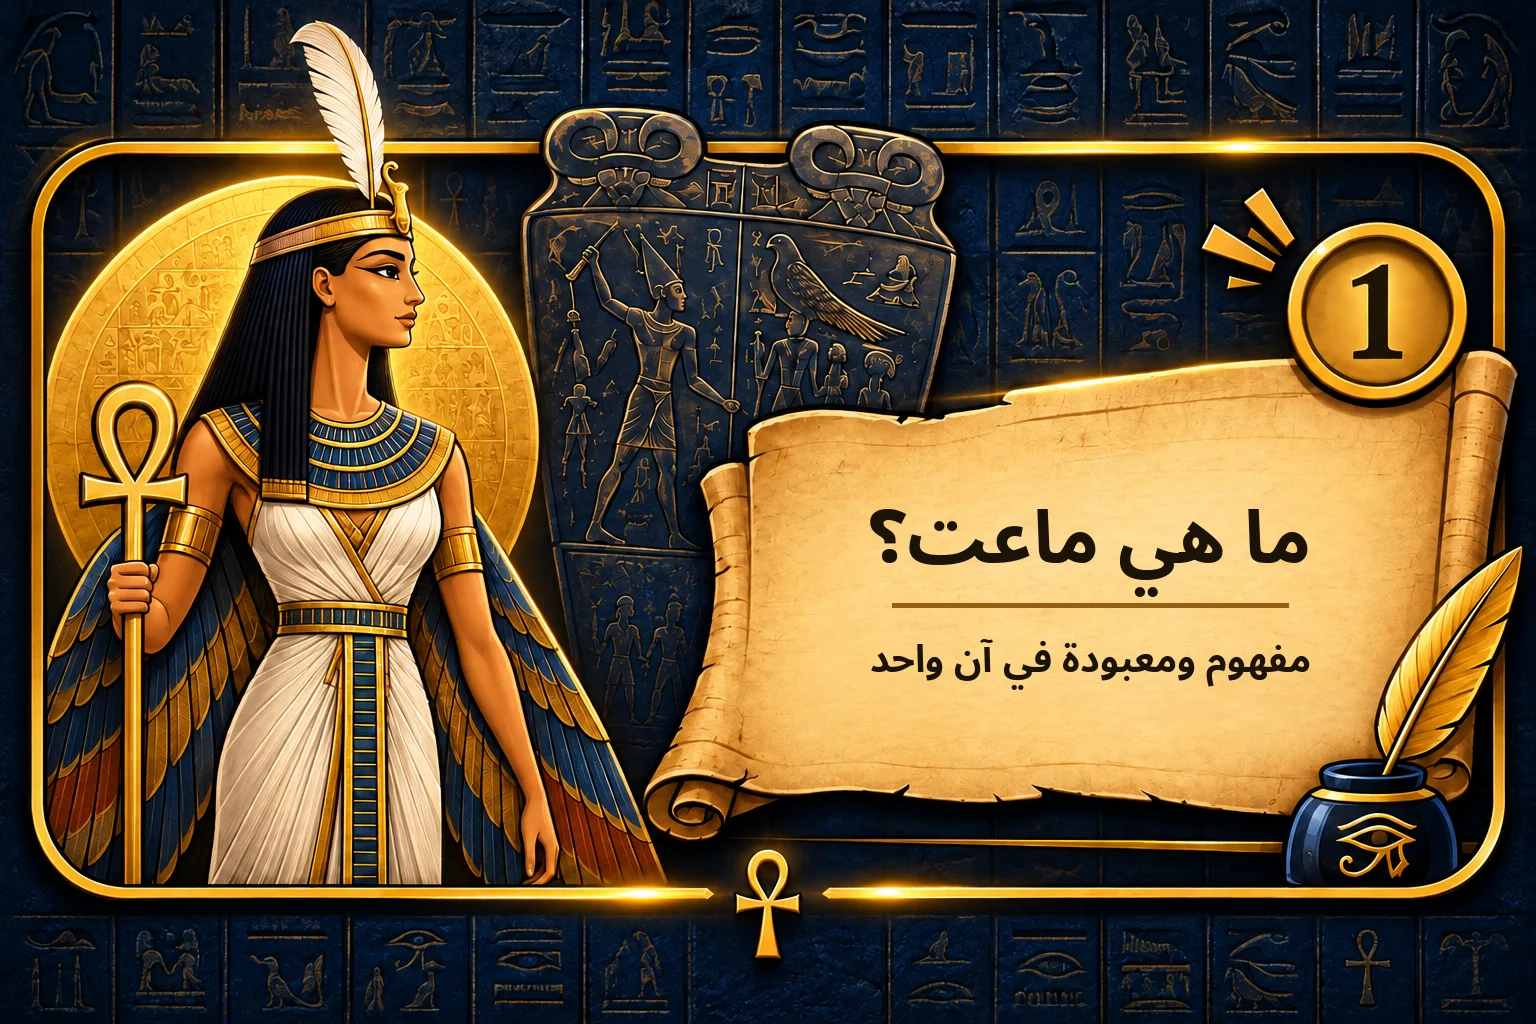 1
ما هي ماعت؟
مفهوم ومعبودة في آن واحد